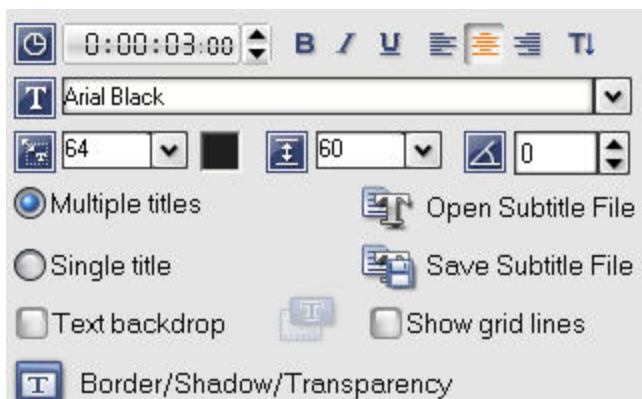 0:00:03:00 B I U T
T Arial Black
64 60 0
Multiple titles Open Subtitle File
Single title Save Subtitle File
Text backdrop Show grid lines
Border/Shadow/Transparency